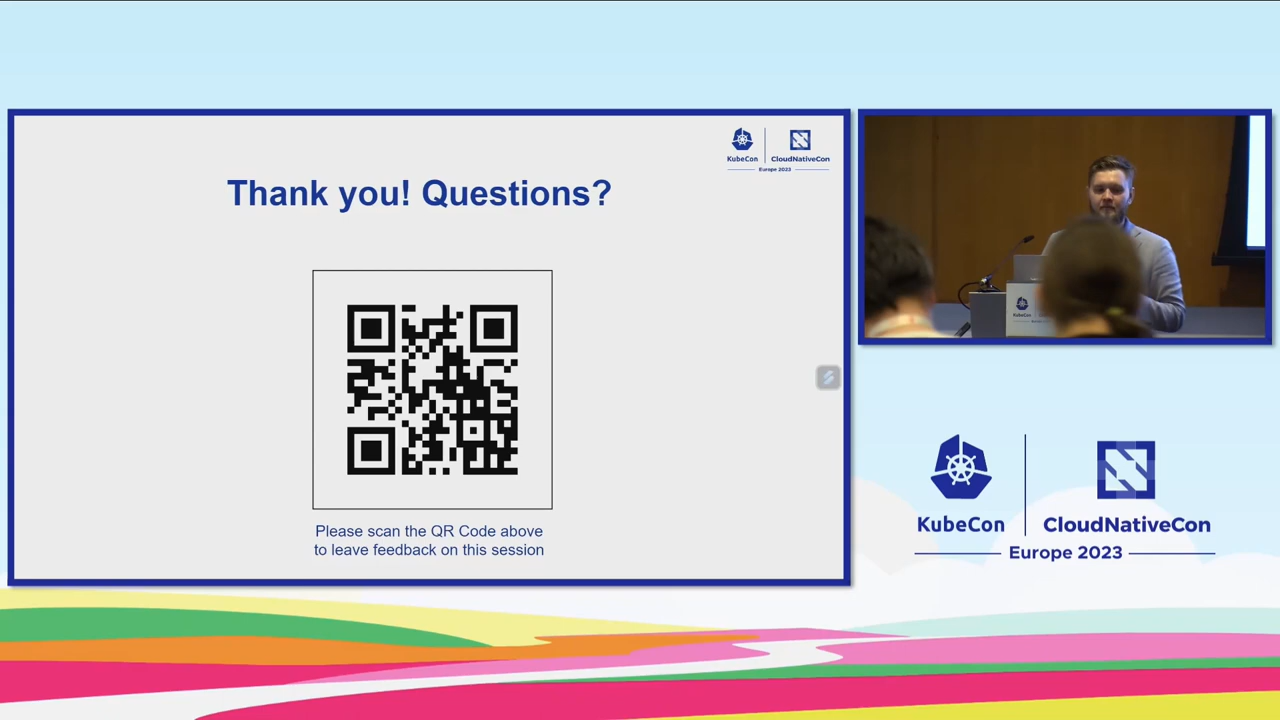 KubeCon
CloudNativeCon
Europe 2023
Thank you! Questions?
Please scan the QR Code above
to leave feedback on this session
KubeCon
CloudNativeCon
Europe 2023